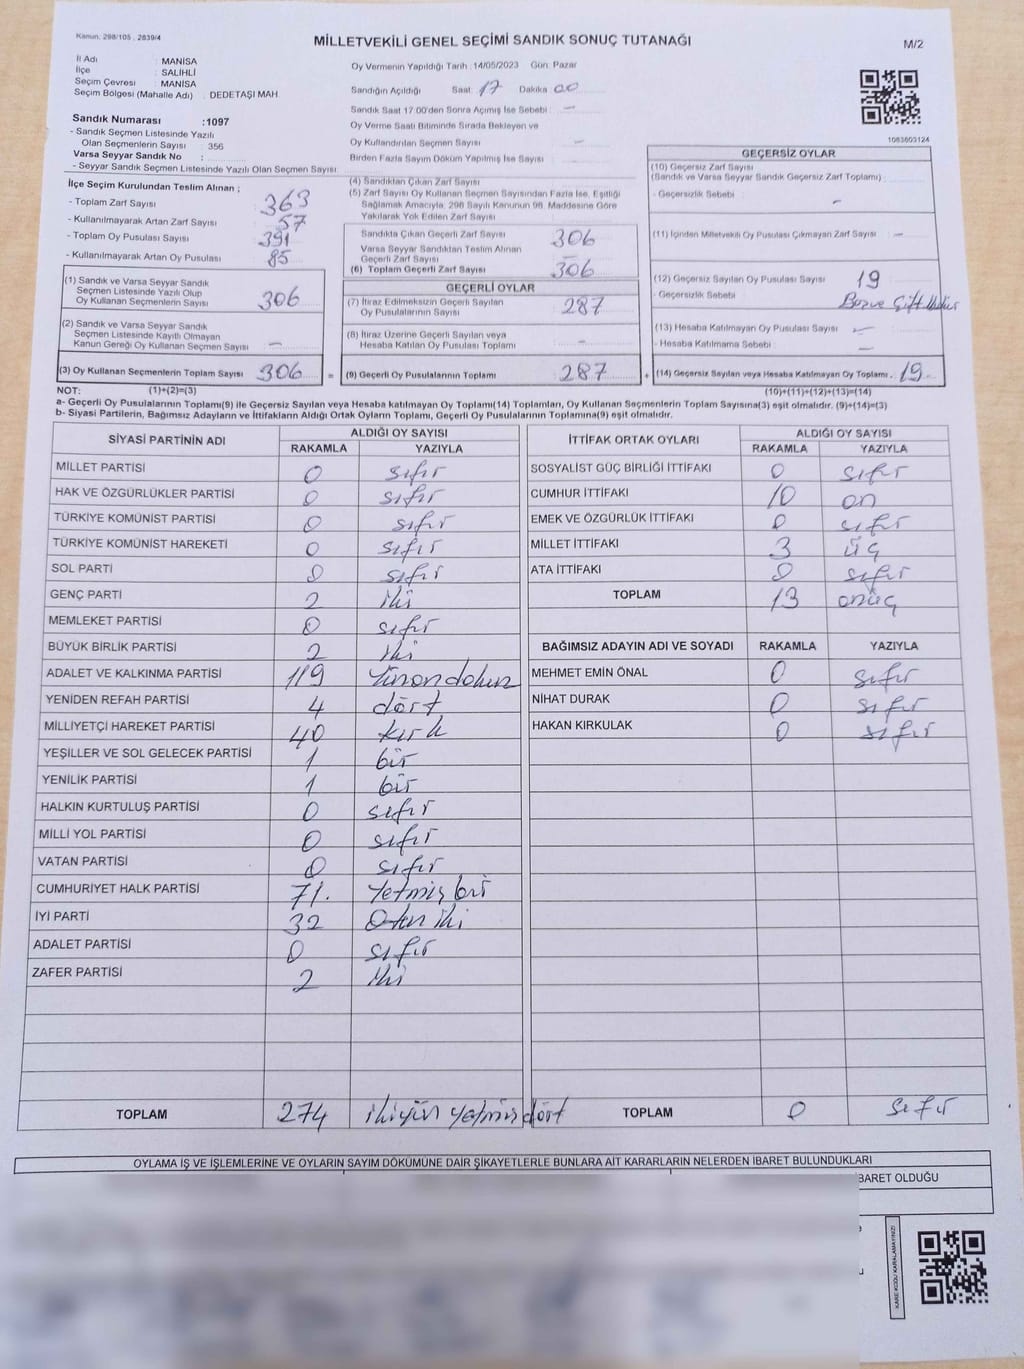 Kanun: 298/105, 2839/4
MİLLETVEKİLİ GENEL SEÇİMİ SANDIK SONUÇ TUTANAĞI
M/2
İl Adı : MANİSA
İlçe : SALİHLİ
Seçim Çevresi : MANİSA
Seçim Bölgesi (Mahalle Adı) : DEDETAŞI MAH.
Sandık Numarası :1097
- Sandık Seçmen Listesinde Yazılı
Olan Seçmenlerin Sayısı : 356
Varsa Seyyar Sandık No :
- Seyyar Sandık Seçmen Listesinde Yazılı Olan Seçmen Sayısı :
Oy Vermenin Yapıldığı Tarih :14/05/2023 Gün: Pazar
Sandığın Açıldığı Saat: 17 Dakika 00
Sandık Saat 17:00'den Sonra Açılmış İse Sebebi : —
Oy Verme Saati Bitiminde Sırada Bekleyen ve
Oy Kullandırılan Seçmen Sayısı : —
Birden Fazla Sayım Döküm Yapılmış İse Sayısı :
1083603124
İlçe Seçim Kurulundan Teslim Alınan ;
- Toplam Zarf Sayısı : 363
- Kullanılmayarak Artan Zarf Sayısı : 57
- Toplam Oy Pusulası Sayısı : 391
- Kullanılmayarak Artan Oy Pusulası : 85
(1) Sandık ve Varsa Seyyar Sandık
Seçmen Listesinde Yazılı Olup
Oy Kullanan Seçmenlerin Sayısı : 306
(2) Sandık ve Varsa Seyyar Sandık
Seçmen Listesinde Kayıtlı Olmayan
Kanun Gereği Oy Kullanan Seçmen Sayısı : —
(3) Oy Kullanan Seçmenlerin Toplam Sayısı : 306
(4) Sandıktan Çıkan Zarf Sayısı :
(5) Zarf Sayısı Oy Kullanan Seçmen Sayısından Fazla İse, Eşitliği
Sağlamak Amacıyla, 298 Sayılı Kanunun 98. Maddesine Göre
Yakılarak Yok Edilen Zarf Sayısı :
Sandıkta Çıkan Geçerli Zarf Sayısı : 306
Varsa Seyyar Sandıktan Teslim Alınan
Geçerli Zarf Sayısı : —
(6) Toplam Geçerli Zarf Sayısı : 306
GEÇERLİ OYLAR
(7) İtiraz Edilmeksizin Geçerli Sayılan
Oy Pusulalarının Sayısı : 287
(8) İtiraz Üzerine Geçerli Sayılan veya
Hesaba Katılan Oy Pusulası Toplamı : —
= (9) Geçerli Oy Pusulalarının Toplamı : 287
GEÇERSİZ OYLAR
(10) Geçersiz Zarf Sayısı
(Sandık ve Varsa Seyyar Sandık Geçersiz Zarf Toplamı) :
- Geçersizlik Sebebi : —
(11) İçinden Milletvekili Oy Pusulası Çıkmayan Zarf Sayısı : —
(12) Geçersiz Sayılan Oy Pusulası Sayısı : 19
- Geçersizlik Sebebi :
(13) Hesaba Katılmayan Oy Pusulası Sayısı : —
- Hesaba Katılmama Sebebi : —
+ (14) Geçersiz Sayılan veya Hesaba Katılmayan Oy Toplamı . 19
NOT: (1)+(2)=(3) (10)+(11)+(12)+(13)=(14)
a- Geçerli Oy Pusulalarının Toplamı(9) ile Geçersiz Sayılan veya Hesaba katılmayan Oy Toplamı(14) Toplamları, Oy Kullanan Seçmenlerin Toplam Sayısına(3) eşit olmalıdır. (9)+(14)=(3)
b- Siyasi Partilerin, Bağımsız Adayların ve İttifakların Aldığı Ortak Oyların Toplamı, Geçerli Oy Pusulalarının Toplamına(9) eşit olmalıdır.
SİYASİ PARTİNİN ADI ALDIĞI OY SAYISI
RAKAMLA YAZIYLA
MİLLET PARTİSİ 0 sıfır
HAK VE ÖZGÜRLÜKLER PARTİSİ 0 sıfır
TÜRKİYE KOMÜNİST PARTİSİ 0 sıfır
TÜRKİYE KOMÜNİST HAREKETİ 0 sıfır
SOL PARTİ 0 sıfır
GENÇ PARTİ 2 iki
MEMLEKET PARTİSİ 0 sıfır
BÜYÜK BİRLİK PARTİSİ 2 iki
ADALET VE KALKINMA PARTİSİ 119 yüzondokuz
YENİDEN REFAH PARTİSİ 4 dört
MİLLİYETÇİ HAREKET PARTİSİ 40 kırk
YEŞİLLER VE SOL GELECEK PARTİSİ 1 bir
YENİLİK PARTİSİ 1 bir
HALKIN KURTULUŞ PARTİSİ 0 sıfır
MİLLİ YOL PARTİSİ 0 sıfır
VATAN PARTİSİ 0 sıfır
CUMHURİYET HALK PARTİSİ 71. Yetmiş bir
İYİ PARTİ 32 Otuz iki
ADALET PARTİSİ 0 sıfır
ZAFER PARTİSİ 2 iki
TOPLAM 274 ikiyüz yetmiş dört
İTTİFAK ORTAK OYLARI ALDIĞI OY SAYISI
RAKAMLA YAZIYLA
SOSYALİST GÜÇ BİRLİĞİ İTTİFAKI 0 sıfır
CUMHUR İTTİFAKI 10 on
EMEK VE ÖZGÜRLÜK İTTİFAKI 0 sıfır
MİLLET İTTİFAKI 3 üç
ATA İTTİFAKI 0 sıfır
TOPLAM 13 onüç
BAĞIMSIZ ADAYIN ADI VE SOYADI RAKAMLA YAZIYLA
MEHMET EMİN ÖNAL 0 sıfır
NİHAT DURAK 0 sıfır
HAKAN KIRKULAK 0 sıfır
TOPLAM 0 sıfır
OYLAMA İŞ VE İŞLEMLERİNE VE OYLARIN SAYIM DÖKÜMÜNE DAİR ŞİKAYETLERLE BUNLARA AİT KARARLARIN NELERDEN İBARET BULUNDUKLARI
BARET OLDUĞU
KARE KODU KARALAMAYINIZ!